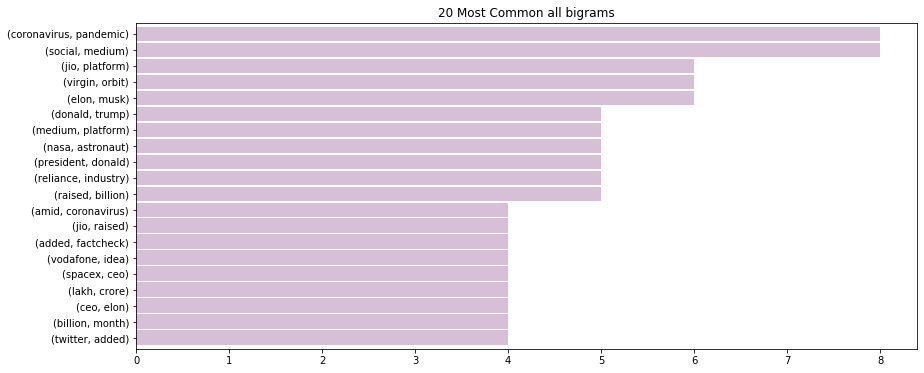 20 Most Common all bigrams
(coronavirus, pandemic)
(social, medium)
(jio, platform)
(virgin, orbit)
(elon, musk)
(donald, trump)
(medium, platform)
(nasa, astronaut)
(president, donald)
(reliance, industry)
(raised, billion)
(amid, coronavirus)
(jio, raised)
(added, factcheck)
(vodafone, idea)
(spacex, ceo)
(lakh, crore)
(ceo, elon)
(billion, month)
(twitter, added)
0 1 2 3 4 5 6 7 8